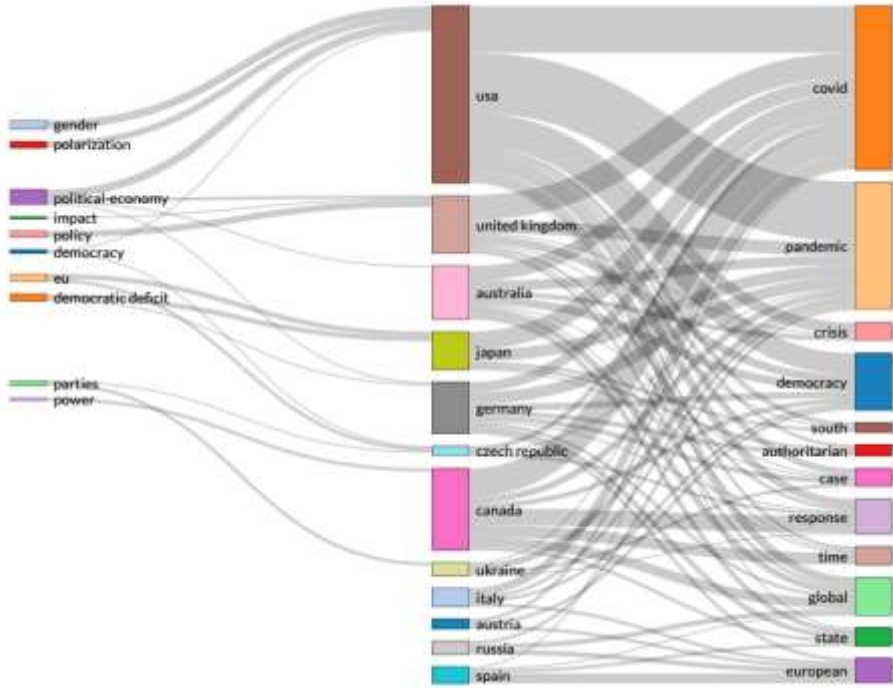 gender
polarization
political-economy
impact
policy
democracy
eu
democratic deficit
parties
power
usa
united kingdom
australia
japan
germany
czech republic
canada
ukraine
italy
austria
russia
spain
covid
pandemic
crisis
democracy
south
authoritarian
case
response
time
global
state
european